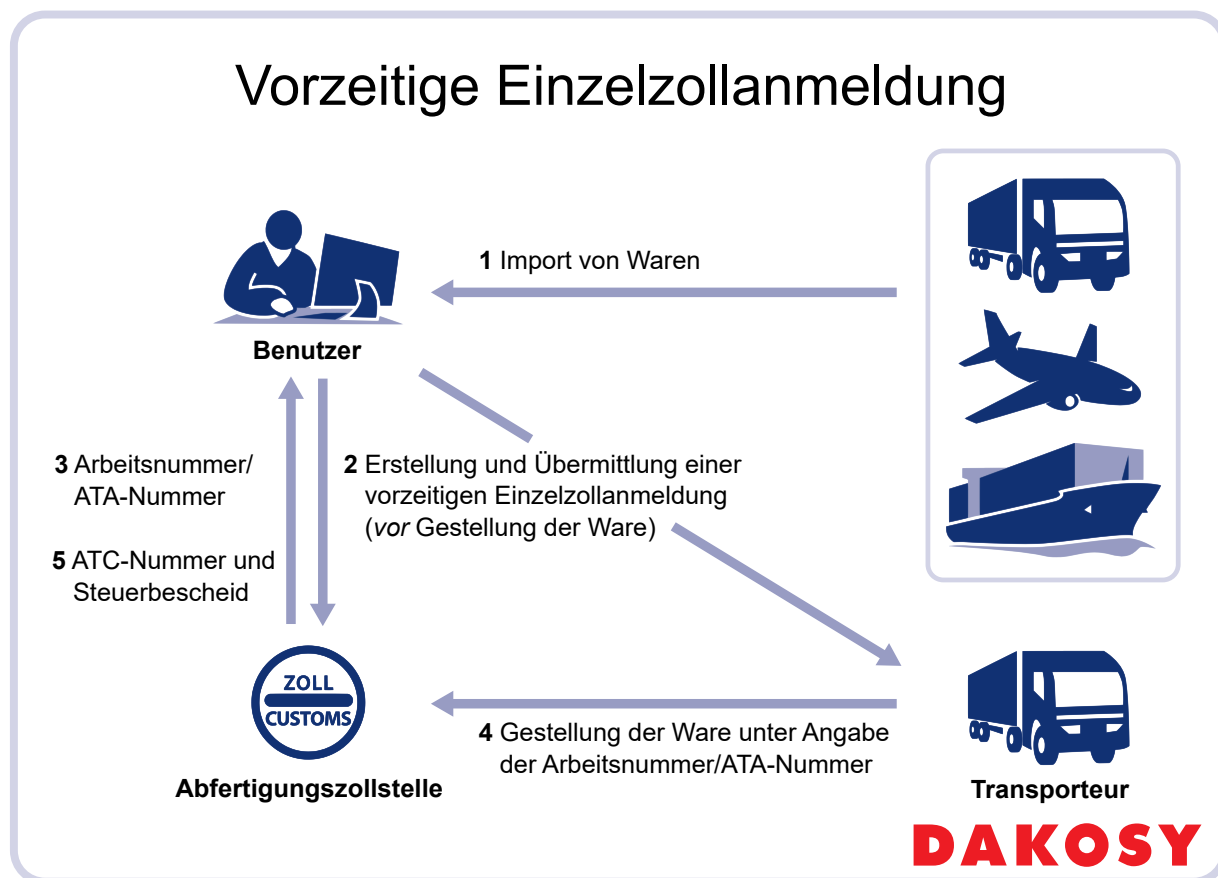 Vorzeitige Einzelzollanmeldung
1 Import von Waren
Benutzer
3 Arbeitsnummer/
ATA-Nummer
2 Erstellung und Übermittlung einer
vorzeitigen Einzelzollanmeldung
(vor Gestellung der Ware)
5 ATC-Nummer und
Steuerbescheid
ZOLL
CUSTOMS
Abfertigungszollstelle
4 Gestellung der Ware unter Angabe
der Arbeitsnummer/ATA-Nummer
Transporteur
DAKOSY